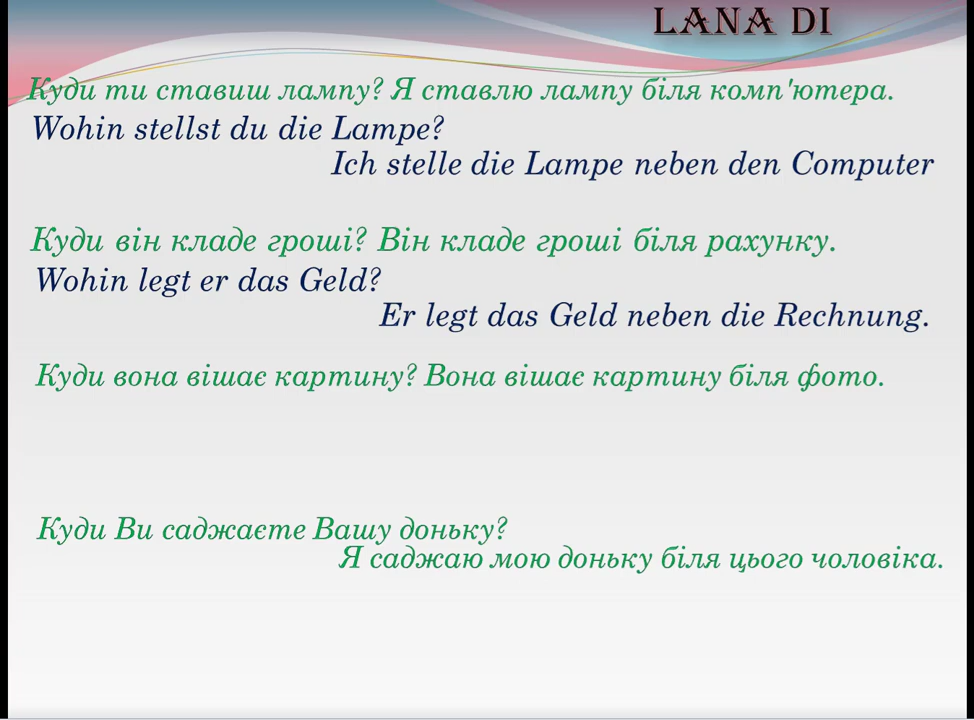 LANA DI
Куди ти ставиш лампу? Я ставлю лампу біля комп'ютера.
Wohin stellst du die Lampe?
Ich stelle die Lampe neben den Computer
Куди він кладе гроші? Він кладе гроші біля рахунку.
Wohin legt er das Geld?
Er legt das Geld neben die Rechnung.
Куди вона вішає картину? Вона вішає картину біля фото.
Куди Ви саджаєте Вашу доньку?
Я саджаю мою доньку біля цього чоловіка.